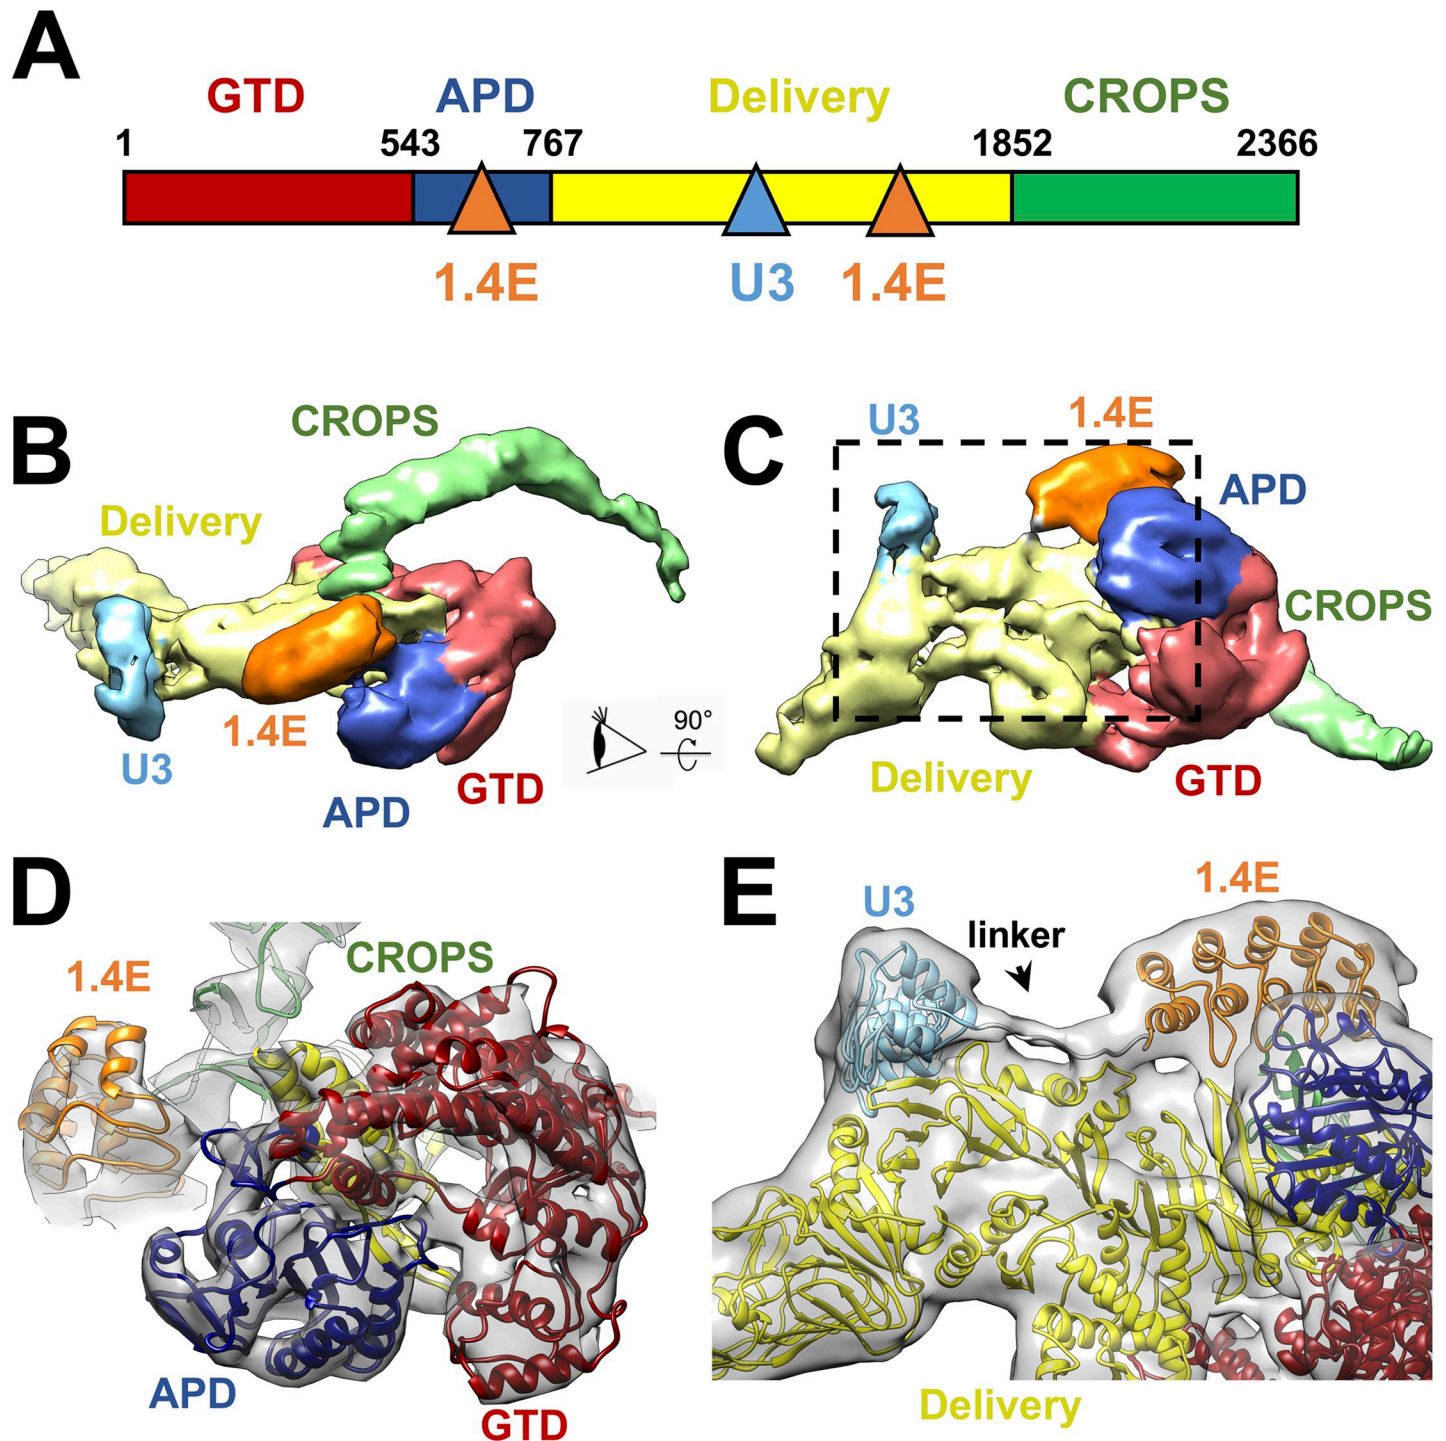 A
GTD APD Delivery CROPS
1 543 767 1852 2366
1.4E U3 1.4E
B
CROPS
Delivery
1.4E
U3
APD
GTD
90°
C
U3
1.4E
APD
CROPS
Delivery
GTD
D
1.4E
CROPS
APD
GTD
E
U3
linker
1.4E
Delivery